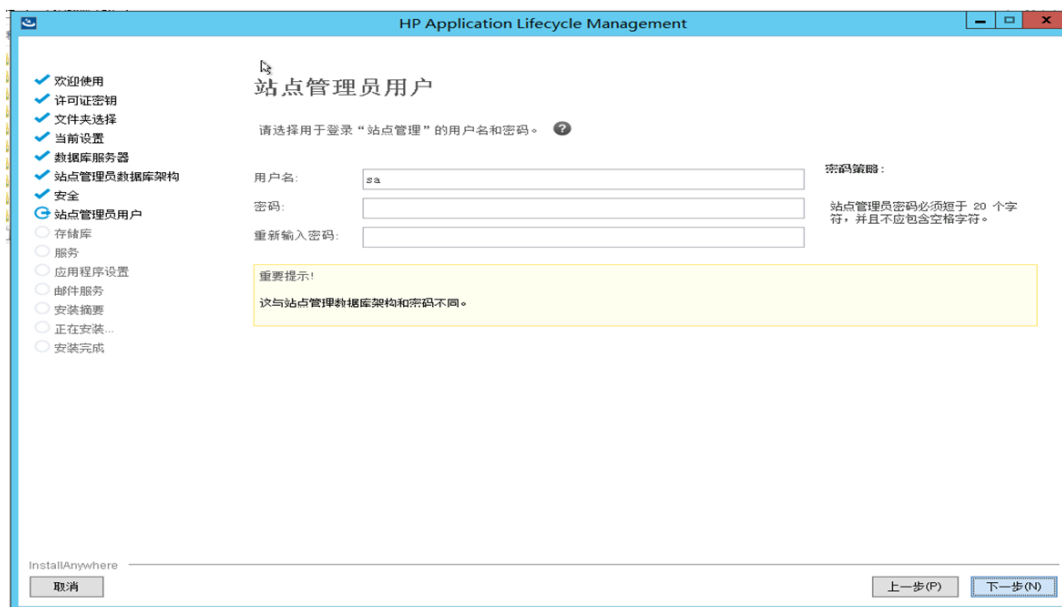 HP Application Lifecycle Management
欢迎使用
许可证密钥
文件夹选择
当前设置
数据库服务器
站点管理员数据库架构
安全
站点管理员用户
存储库
服务
应用程序设置
邮件服务
安装摘要
正在安装...
安装完成
站点管理员用户
请选择用于登录“站点管理”的用户名和密码。
用户名: sa
密码:
重新输入密码:
密码策略:
站点管理员密码必须短于 20 个字
符,并且不应包含空格字符。
重要提示!
这与站点管理数据库架构和密码不同。
InstallAnywhere
取消
上一步(P)
下一步(N)